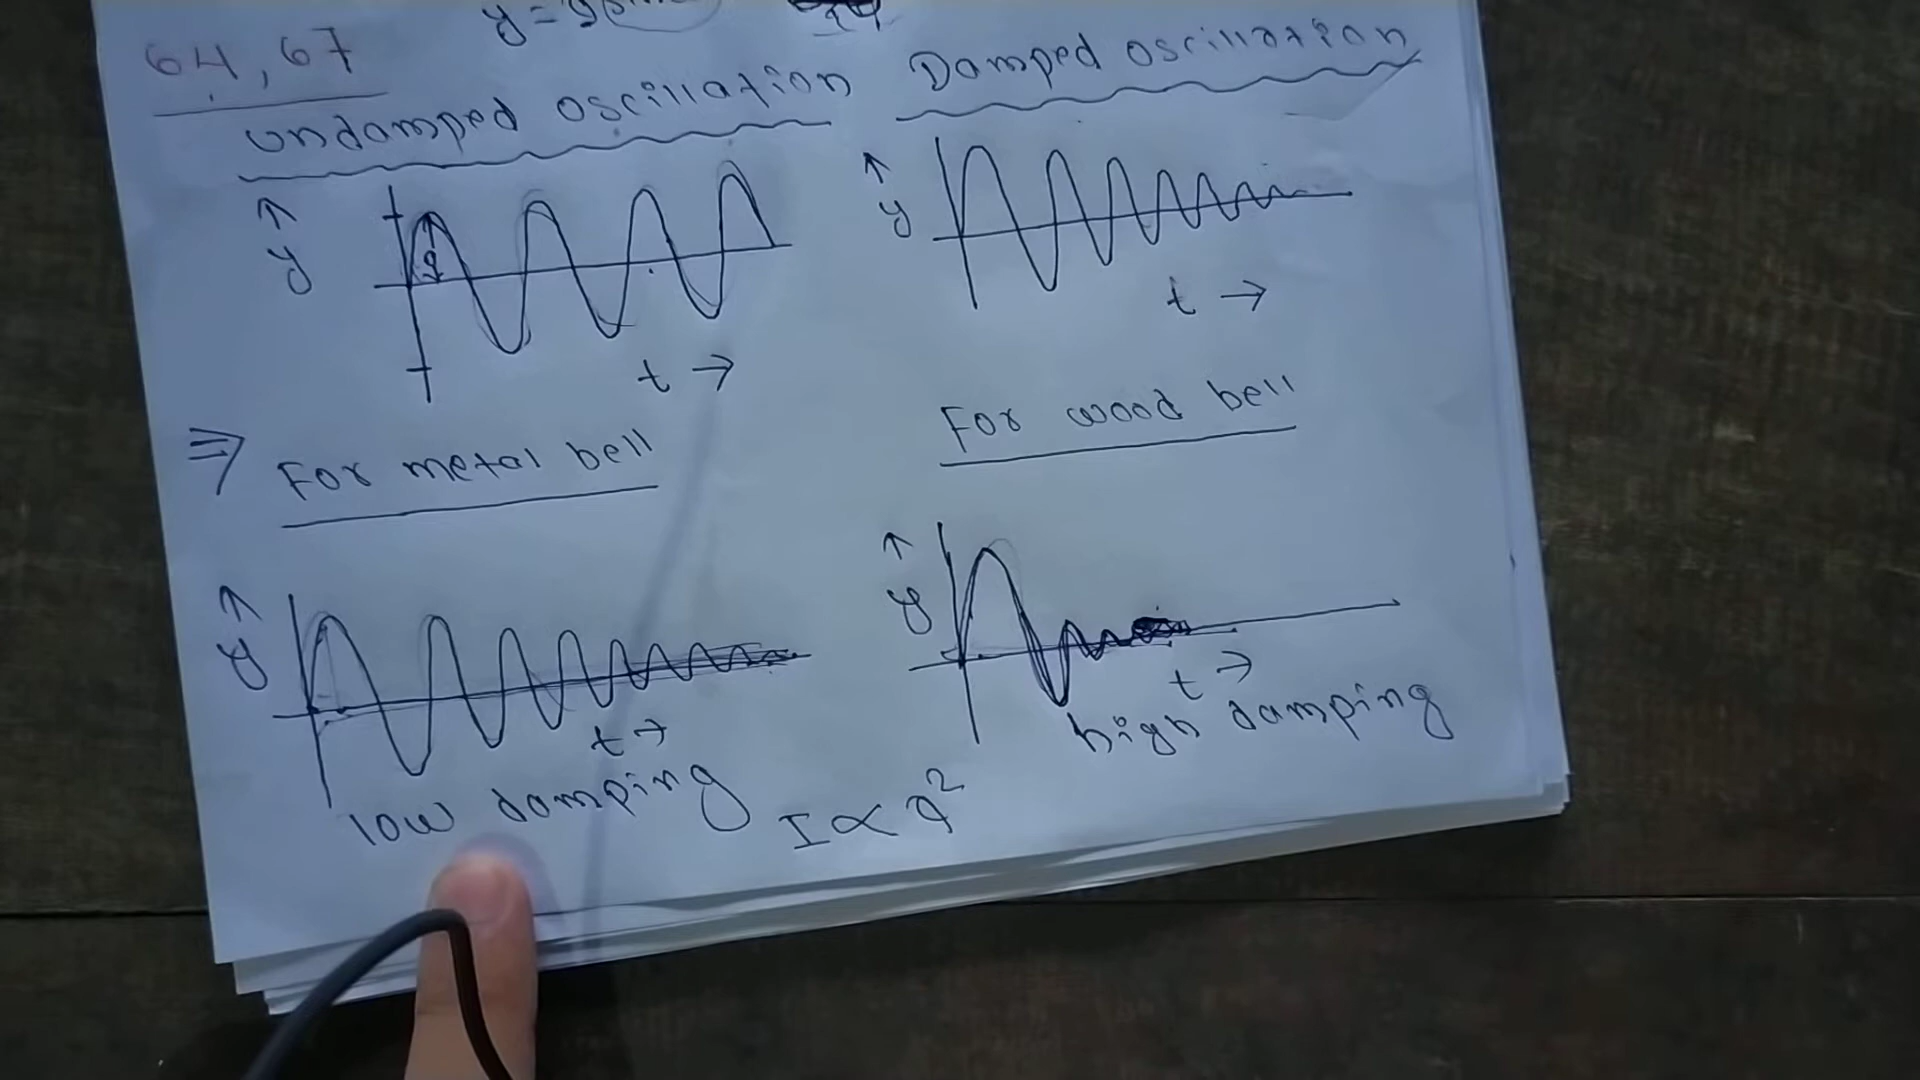 64, 67
undamped oscillation
Damped oscillation
y
a
t →
y
t →
⇒ For metal bell
For wood bell
y
t →
low damping
y
t →
high damping
I ∝ a²